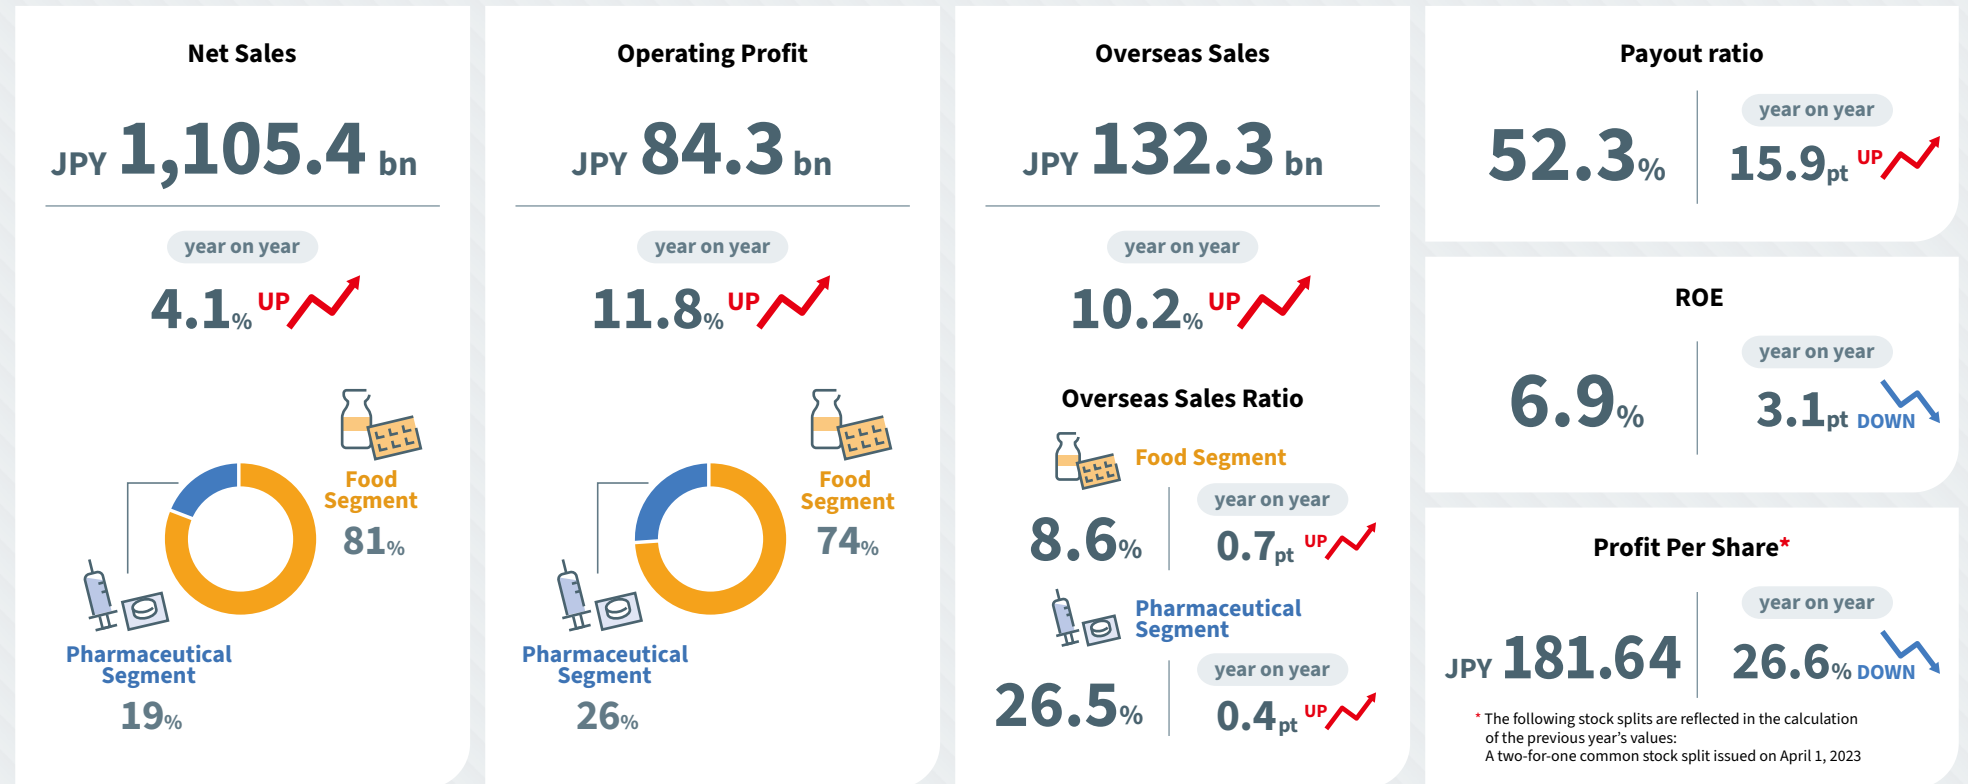 Net Sales
JPY 1,105.4 bn
year on year
4.1% UP
Food
Segment
81%
Pharmaceutical
Segment
19%
Operating Profit
JPY 84.3 bn
year on year
11.8% UP
Food
Segment
74%
Pharmaceutical
Segment
26%
Overseas Sales
JPY 132.3 bn
year on year
10.2% UP
Overseas Sales Ratio
Food Segment
8.6%
year on year
0.7pt UP
Pharmaceutical
Segment
26.5%
year on year
0.4pt UP
Payout ratio
52.3%
year on year
15.9pt UP
ROE
6.9%
year on year
3.1pt DOWN
Profit Per Share*
JPY 181.64
year on year
26.6% DOWN
* The following stock splits are reflected in the calculation
of the previous year's values:
A two-for-one common stock split issued on April 1, 2023